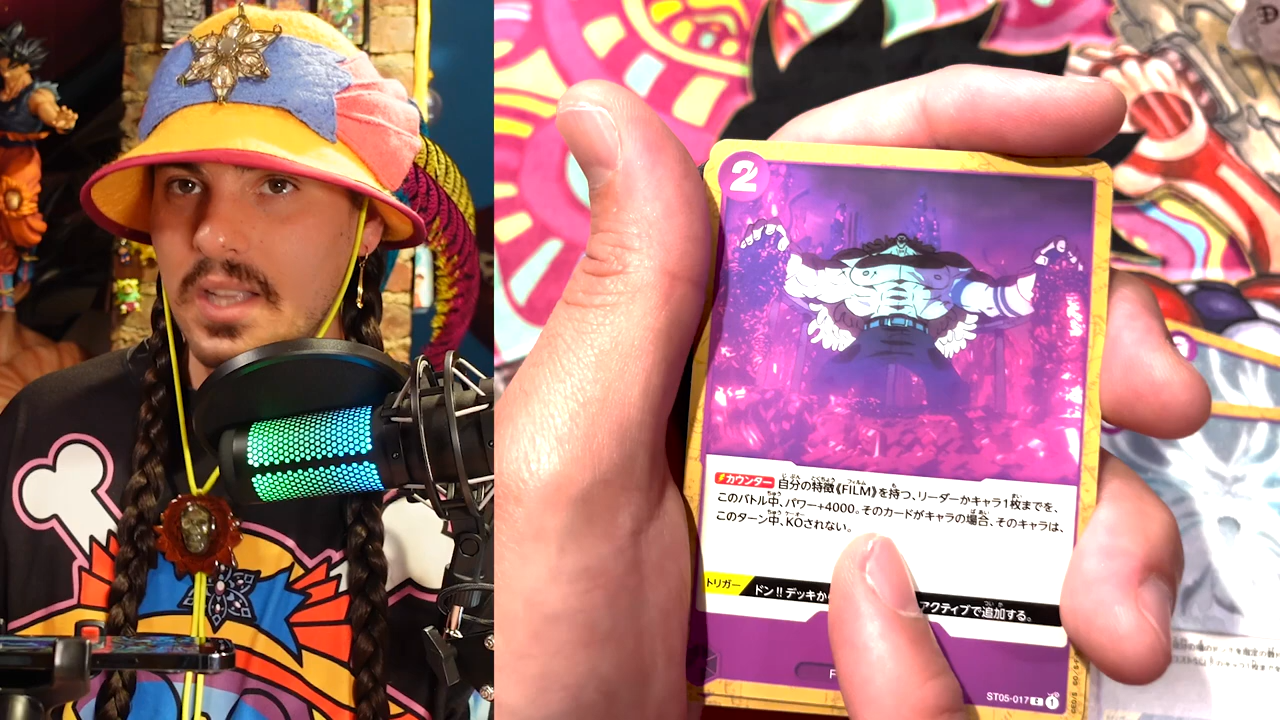 2
カウンター 自分の特徴《FILM》を持つ、リーダーかキャラ1枚までを、
このバトル中、パワー+4000。そのカードがキャラの場合、そのキャラは、
このターン中、KOされない。
トリガー ドン!!デッキか アクティブで追加する。
F
ST05-017 C 1